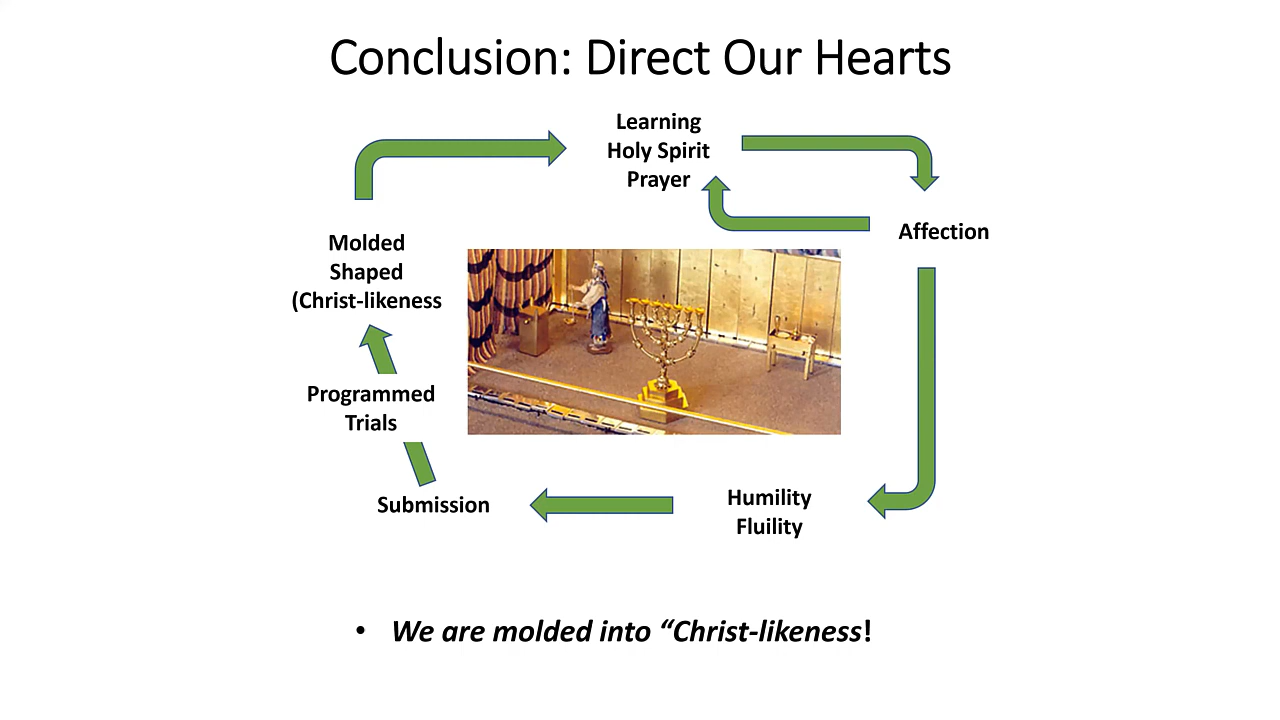 Conclusion: Direct Our Hearts
Learning
Holy Spirit
Prayer
Affection
Molded
Shaped
(Christ-likeness
Programmed
Trials
Submission
Humility
Fluility
• We are molded into “Christ-likeness!